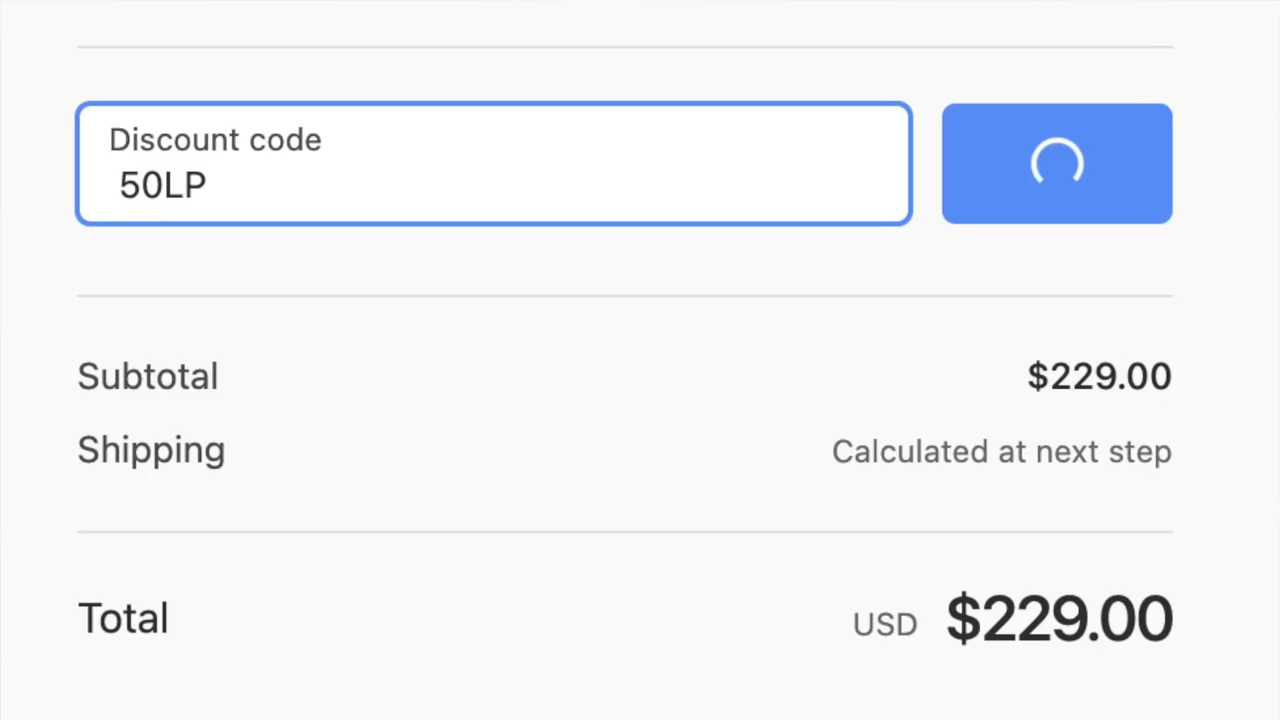 Discount code
50LP
Subtotal $229.00
Shipping Calculated at next step
Total USD $229.00